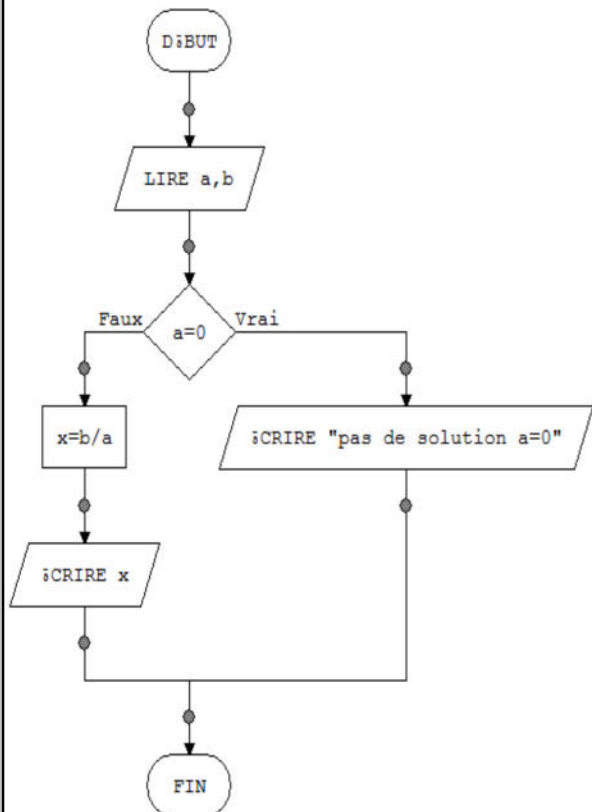 DéBUT
LIRE a,b
Faux
Vrai
a=0
x=b/a
éCRIRE "pas de solution a=0"
éCRIRE x
FIN